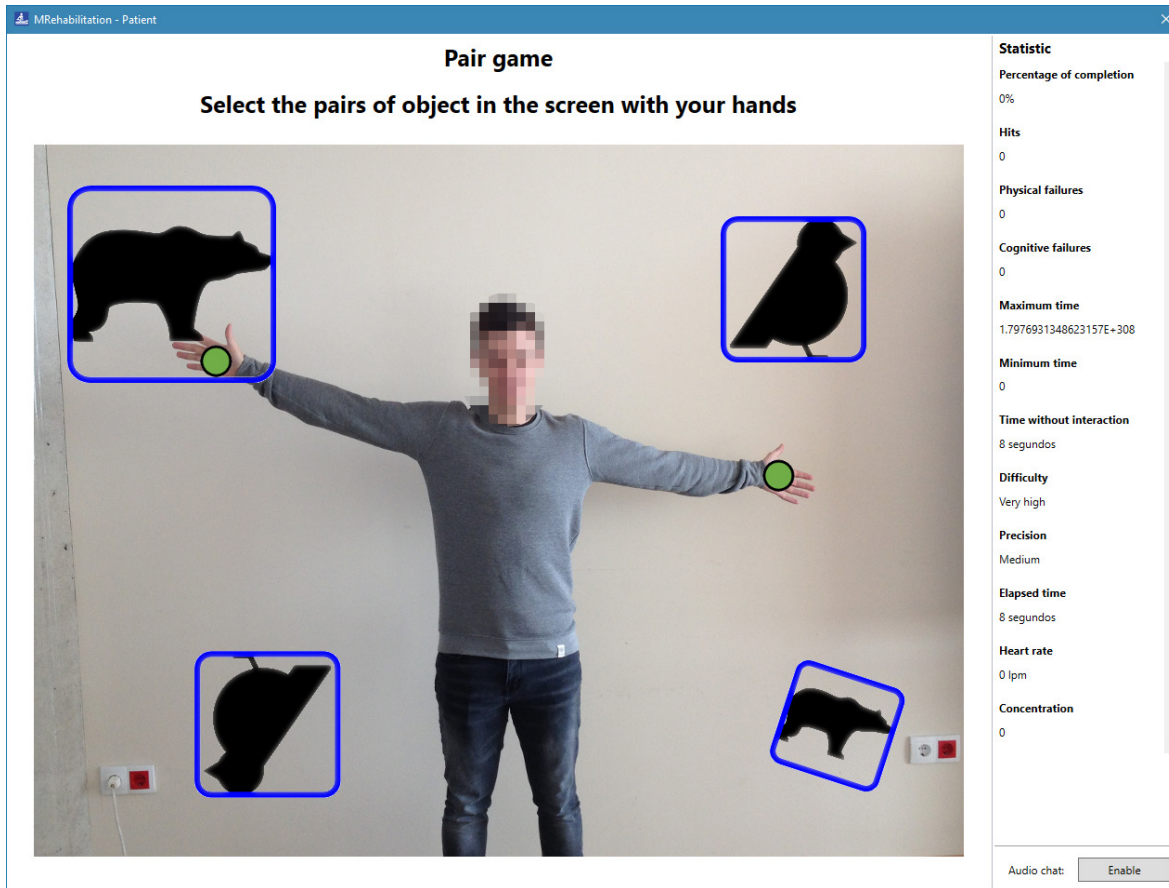 MRehabilitation - Patient
Pair game
Select the pairs of object in the screen with your hands
Statistic
Percentage of completion
0%
Hits
0
Physical failures
0
Cognitive failures
0
Maximum time
1.7976931348623157E+308
Minimum time
0
Time without interaction
8 segundos
Difficulty
Very high
Precision
Medium
Elapsed time
8 segundos
Heart rate
0 lpm
Concentration
0
Audio chat:
Enable